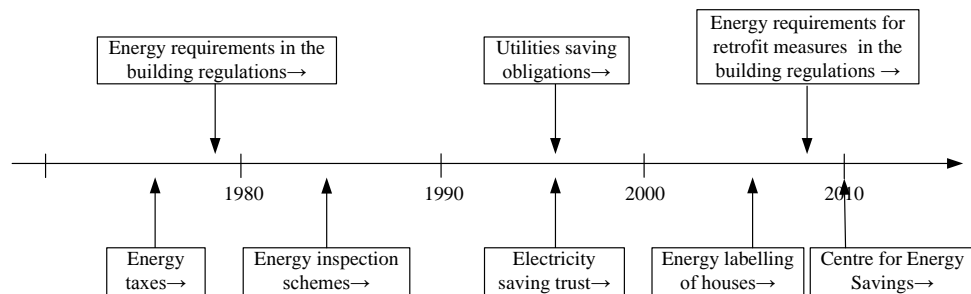 Energy requirements in the
building regulations→
Utilities saving
obligations→
Energy requirements for
retrofit measures in the
building regulations →
1980
1990
2000
2010
Energy
taxes→
Energy inspection
schemes→
Electricity
saving trust→
Energy labelling
of houses→
Centre for Energy
Savings→